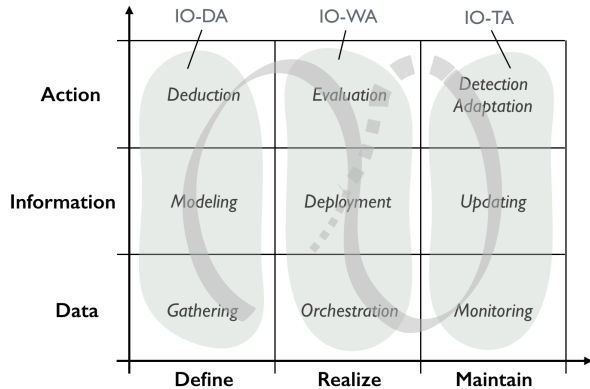 IO-DA IO-WA IO-TA
Action Deduction Evaluation Detection
Adaptation
Information Modeling Deployment Updating
Data Gathering Orchestration Monitoring
Define Realize Maintain